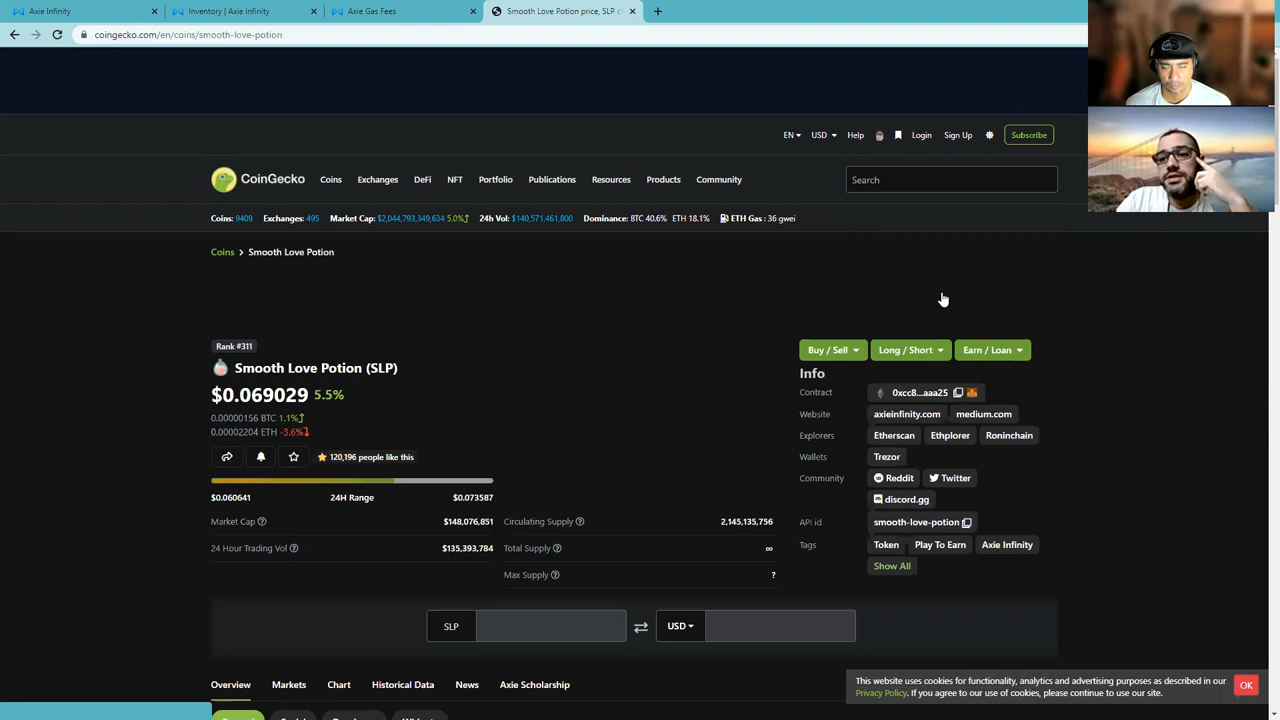 Axie Infinity
Inventory | Axie Infinity
Axie Gas Fees
Smooth Love Potion price, SLP c
coingecko.com/en/coins/smooth-love-potion
EN USD Help Login Sign Up Subscribe
CoinGecko Coins Exchanges DeFi NFT Portfolio Publications Resources Products Community Search
Coins: 9409 Exchanges: 495 Market Cap: $2,044,793,349,634 5.0% 24h Vol: $140,571,461,800 Dominance: BTC 40.6% ETH 18.1% ETH Gas : 36 gwei
Coins > Smooth Love Potion
Rank #311
Smooth Love Potion (SLP)
$0.069029 5.5%
0.00000156 BTC 1.1%
0.00002204 ETH -3.6%
120,196 people like this
$0.060641 24H Range $0.073587
Market Cap $148,076,851
24 Hour Trading Vol $135,393,784
Circulating Supply 2,145,135,756
Total Supply ∞
Max Supply ?
Buy / Sell Long / Short Earn / Loan
Info
Contract 0xcc8...aaa25
Website axieinfinity.com medium.com
Explorers Etherscan Ethplorer Roninchain
Wallets Trezor
Community Reddit Twitter
discord.gg
API id smooth-love-potion
Tags Token Play To Earn Axie Infinity
Show All
SLP USD
Overview Markets Chart Historical Data News Axie Scholarship
This website uses cookies for functionality, analytics and advertising purposes as described in our
Privacy Policy. If you agree to our use of cookies, please continue to use our site.
OK